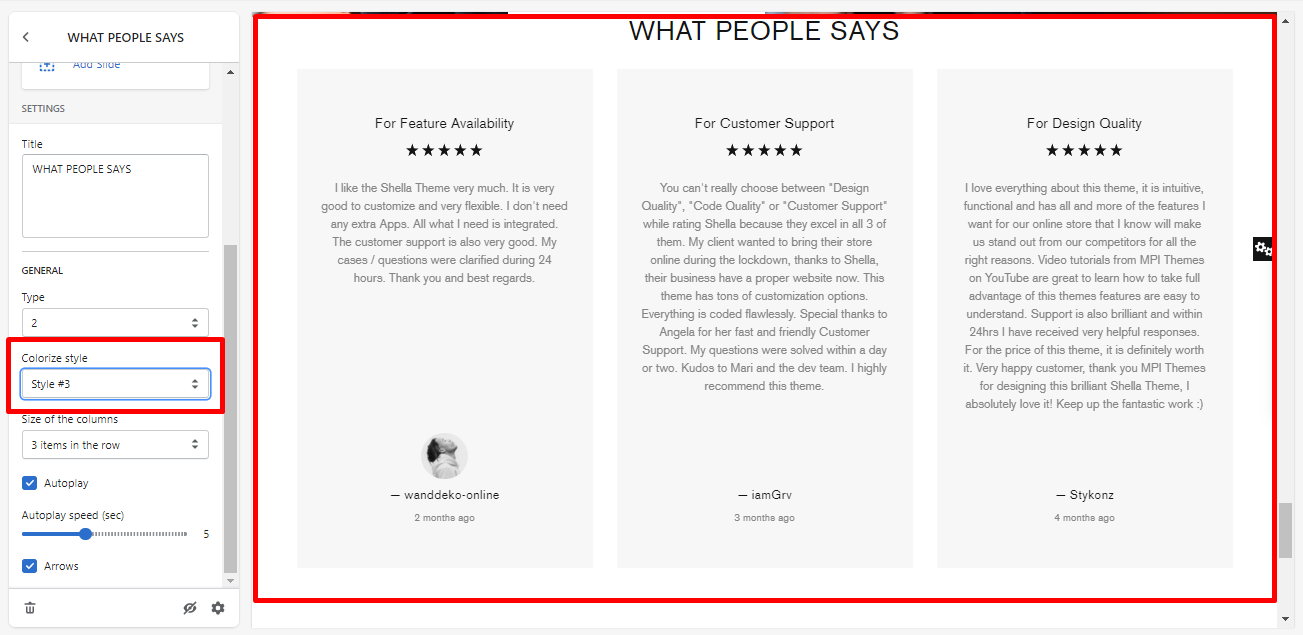 WHAT PEOPLE SAYS
Add Slide
SETTINGS
Title
WHAT PEOPLE SAYS
GENERAL
Type
2
Colorize style
Style #3
Size of the columns
3 items in the row
Autoplay
Autoplay speed (sec)
5
Arrows
WHAT PEOPLE SAYS
For Feature Availability
★★★★★
I like the Shella Theme very much. It is very
good to customize and very flexible. I don't need
any extra Apps. All what I need is integrated.
The customer support is also very good. My
cases / questions were clarified during 24
hours. Thank you and best regards.
— wanddeko-online
2 months ago
For Customer Support
★★★★★
You can't really choose between "Design
Quality", "Code Quality" or "Customer Support"
while rating Shella because they excel in all 3 of
them. My client wanted to bring their store
online during the lockdown, thanks to Shella,
their business have a proper website now. This
theme has tons of customization options.
Everything is coded flawlessly. Special thanks to
Angela for her fast and friendly Customer
Support. My questions were solved within a day
or two. Kudos to Mari and the dev team. I highly
recommend this theme.
— iamGrv
3 months ago
For Design Quality
★★★★★
I love everything about this theme, it is intuitive,
functional and has all and more of the features I
want for our online store that I know will make
us stand out from our competitors for all the
right reasons. Video tutorials from MPI Themes
on YouTube are great to learn how to take full
advantage of this themes features are easy to
understand. Support is also brilliant and within
24hrs I have received very helpful responses.
For the price of this theme, it is definitely worth
it. Very happy customer, thank you MPI Themes
for designing this brilliant Shella Theme, I
absolutely love it! Keep up the fantastic work :)
— Stykonz
4 months ago